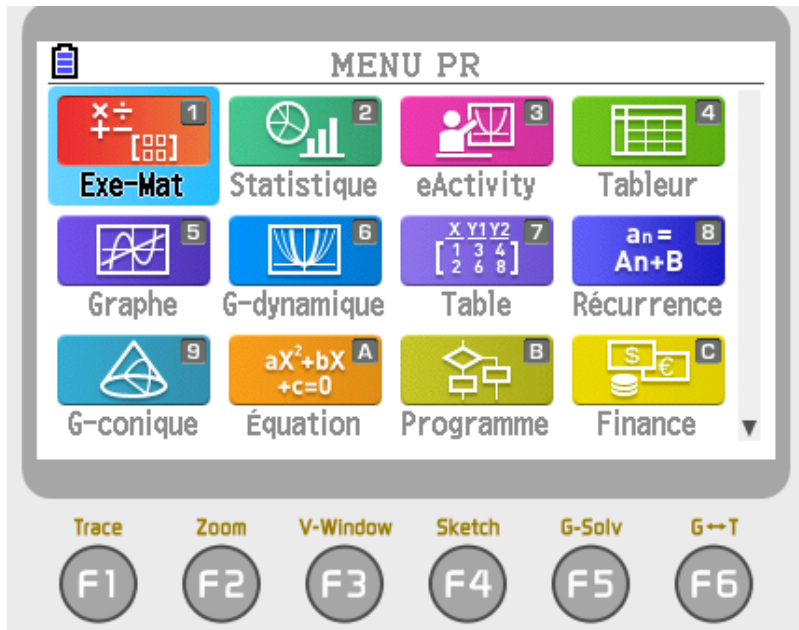 MENU PR
×÷ 1 2 3 4
+−
[88]
Exe-Mat Statistique eActivity Tableur
5 6 X Y1 Y2 7 an= 8
1 3 4 An+B
2 6 8
Graphe G-dynamique Table Récurrence
9 aX²+bX A B $ € C
+c=0
G-conique Équation Programme Finance
Trace Zoom V-Window Sketch G-Solv G↔T
F1 F2 F3 F4 F5 F6